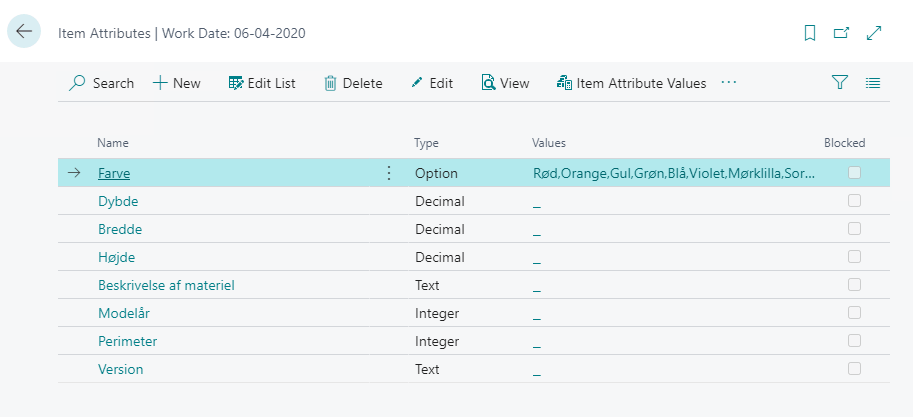 Item Attributes | Work Date: 06-04-2020
Search New Edit List Delete Edit View Item Attribute Values ...
Name Type Values Blocked
Farve Option Rød,Orange,Gul,Grøn,Blå,Violet,Mørklilla,Sor...
Dybde Decimal _
Bredde Decimal _
Højde Decimal _
Beskrivelse af materiel Text _
Modelår Integer _
Perimeter Integer _
Version Text _